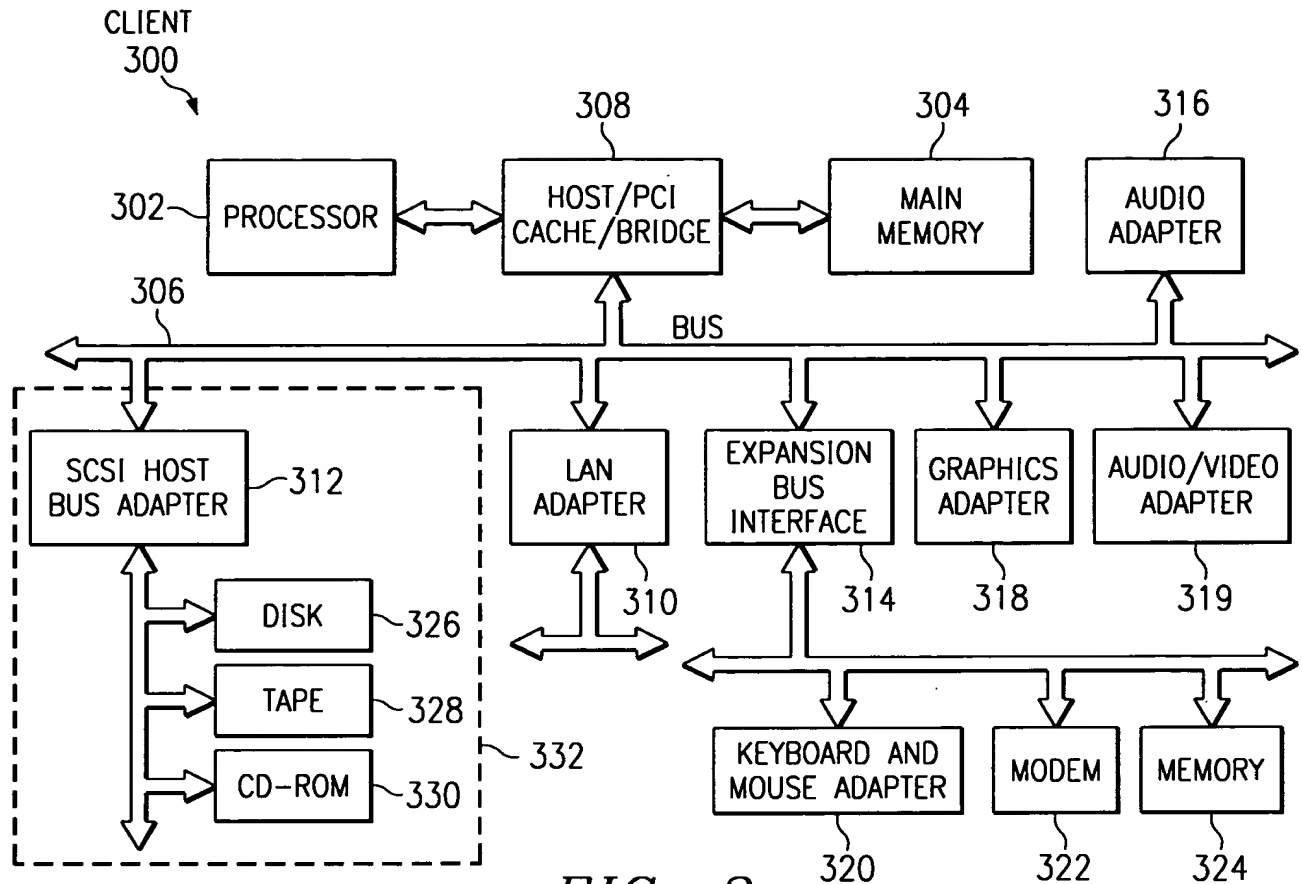 CLIENT
300
308
304
316
302
PROCESSOR
HOST/PCI
CACHE/BRIDGE
MAIN
MEMORY
AUDIO
ADAPTER
306
BUS
SCSI HOST
BUS ADAPTER
312
LAN
ADAPTER
EXPANSION
BUS
INTERFACE
GRAPHICS
ADAPTER
AUDIO/VIDEO
ADAPTER
310
314
318
319
DISK
326
TAPE
328
CD-ROM
330
332
KEYBOARD AND
MOUSE ADAPTER
MODEM
MEMORY
320
322
324